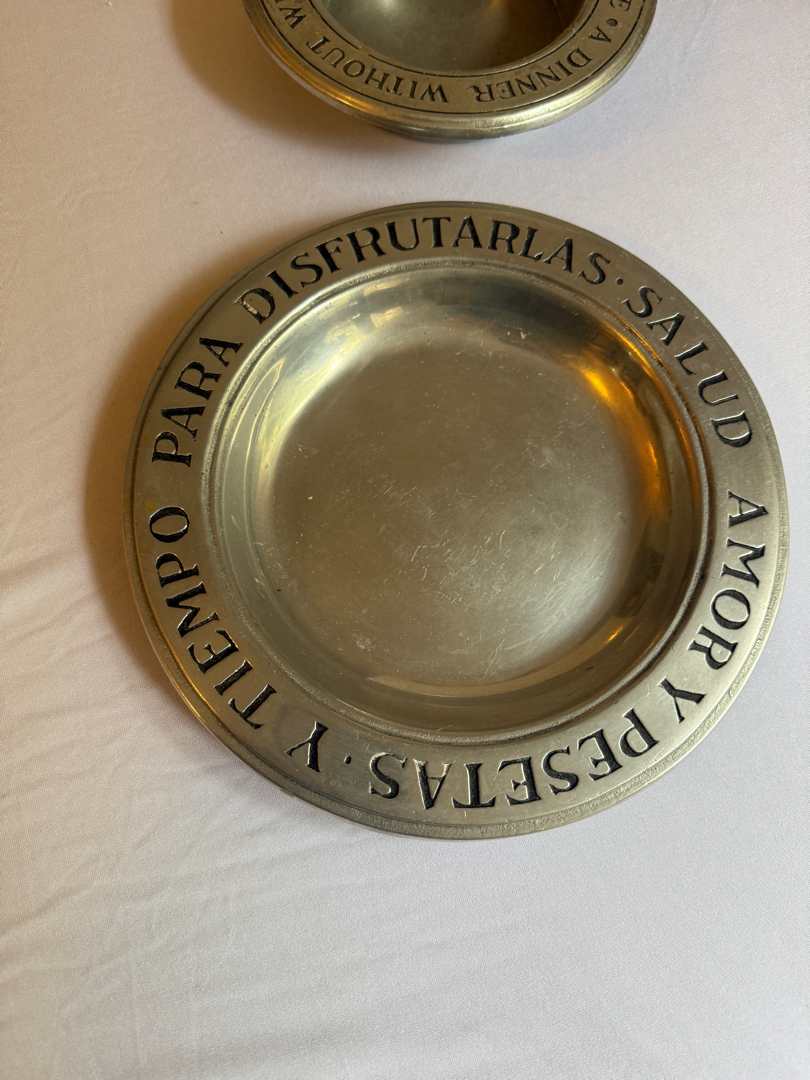 E • A DINNER WITHOUT
SALUD AMOR Y PESETAS · Y TIEMPO PARA DISFRUTARLAS ·